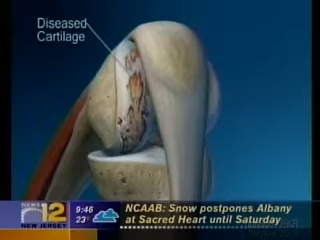 Diseased
Cartilage
NEWS
12
NEW JERSEY
9:46
23°
NCAAB: Snow postpones Albany
at Sacred Heart until Saturday